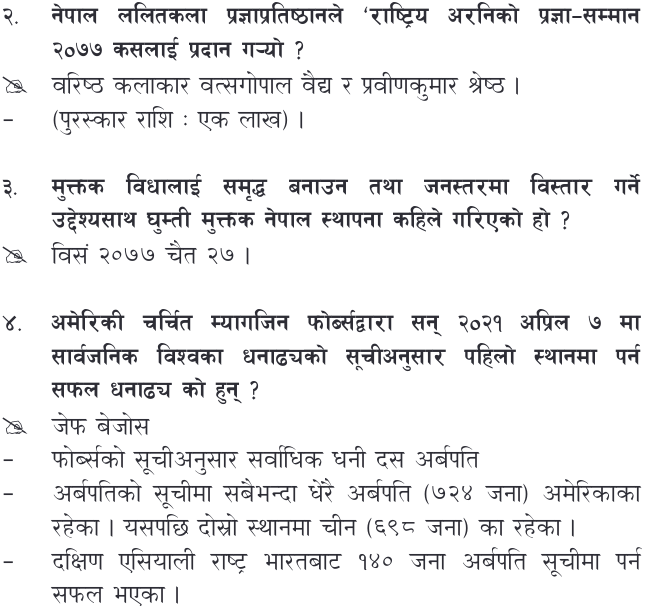 २. नेपाल ललितकला प्रज्ञाप्रतिष्ठानले ‘राष्ट्रिय अरनिको प्रज्ञा-सम्मान
२०७७ कसलाई प्रदान गर्‍यो ?
वरिष्ठ कलाकार वत्सगोपाल वैद्य र प्रवीणकुमार श्रेष्ठ ।
- (पुरस्कार राशि : एक लाख) ।
३. मुक्तक विधालाई समृद्ध बनाउन तथा जनस्तरमा विस्तार गर्ने
उद्देश्यसाथ घुम्ती मुक्तक नेपाल स्थापना कहिले गरिएको हो ?
विसं २०७७ चैत २७ ।
४. अमेरिकी चर्चित म्यागजिन फोर्ब्सद्वारा सन् २०२१ अप्रिल ७ मा
सार्वजनिक विश्वका धनाढ्यको सूचीअनुसार पहिलो स्थानमा पर्न
सफल धनाढ्य को हुन् ?
जेफ बेजोस
- फोर्ब्सको सूचीअनुसार सर्वाधिक धनी दस अर्बपति
- अर्बपतिको सूचीमा सबैभन्दा धेरै अर्बपति (७२४ जना) अमेरिकाका
रहेका । यसपछि दोस्रो स्थानमा चीन (६९८ जना) का रहेका ।
- दक्षिण एसियाली राष्ट्र भारतबाट १४० जना अर्बपति सूचीमा पर्न
सफल भएका ।